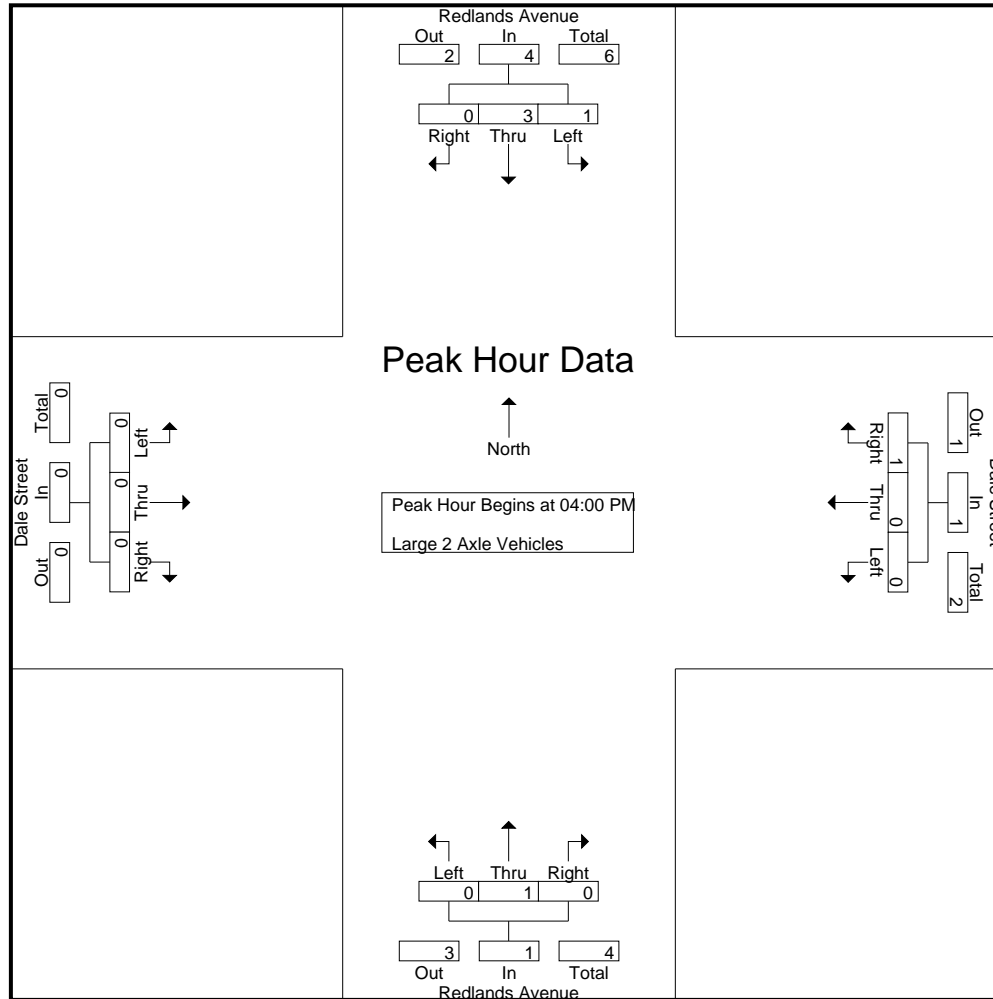 Redlands Avenue
Out In Total
2 4 6
0 3 1
Right Thru Left
Peak Hour Data
North
Peak Hour Begins at 04:00 PM
Large 2 Axle Vehicles
Dale Street
Total In Out
0 0 0
0 0 0
Left Thru Right
Right Thru Left
1 0 0
1 1 2
Out In Total
Dale Street
Left Thru Right
0 1 0
3 1 4
Out In Total
Redlands Avenue